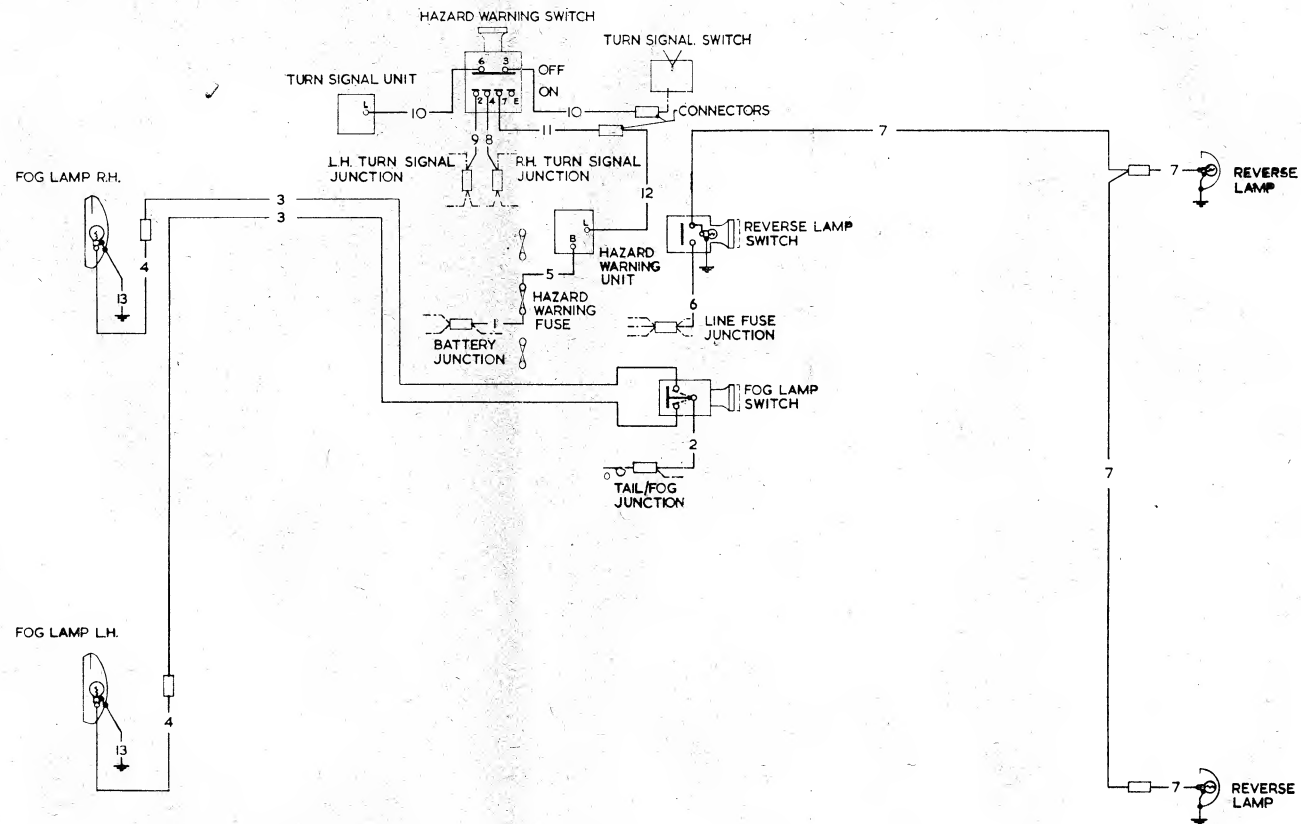 HAZARD WARNING SWITCH
TURN SIGNAL. SWITCH
6 3
OFF
TURN SIGNAL UNIT
ON
L
10
2 4 7 E
10
CONNECTORS
11
7
9 8
L.H. TURN SIGNAL
JUNCTION
R.H. TURN SIGNAL
JUNCTION
7
REVERSE
LAMP
FOG LAMP R.H.
12
3
3
L
B
REVERSE LAMP
SWITCH
HAZARD
WARNING
UNIT
4
5
13
HAZARD
WARNING
FUSE
6
1
LINE FUSE
JUNCTION
BATTERY
JUNCTION
FOG LAMP
SWITCH
2
7
TAIL/FOG
JUNCTION
FOG LAMP L.H.
4
13
7
REVERSE
LAMP